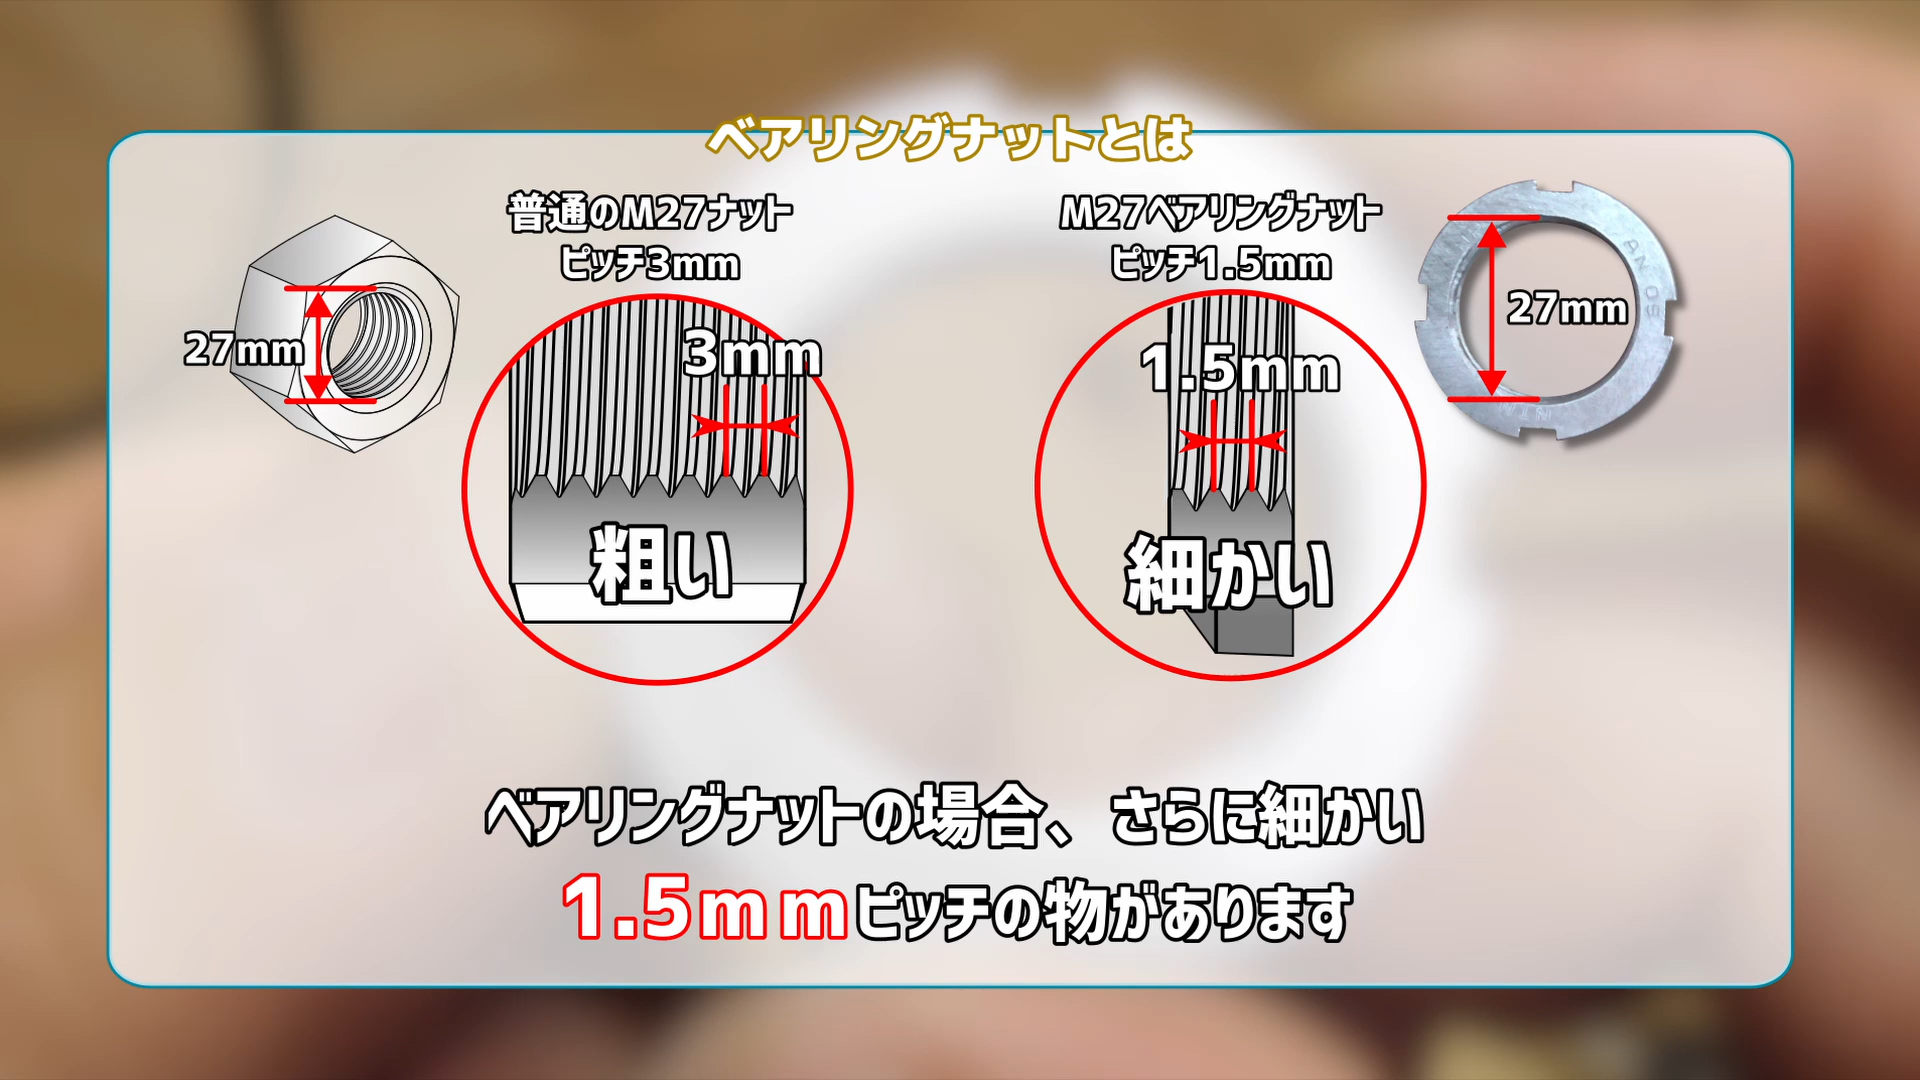 ベアリングナットとは
普通のM27ナット
ピッチ3mm
M27ベアリングナット
ピッチ1.5mm
27mm
3mm
1.5mm
27mm
AN 05
粗い
細かい
ベアリングナットの場合、さらに細かい
1.5mmピッチの物があります